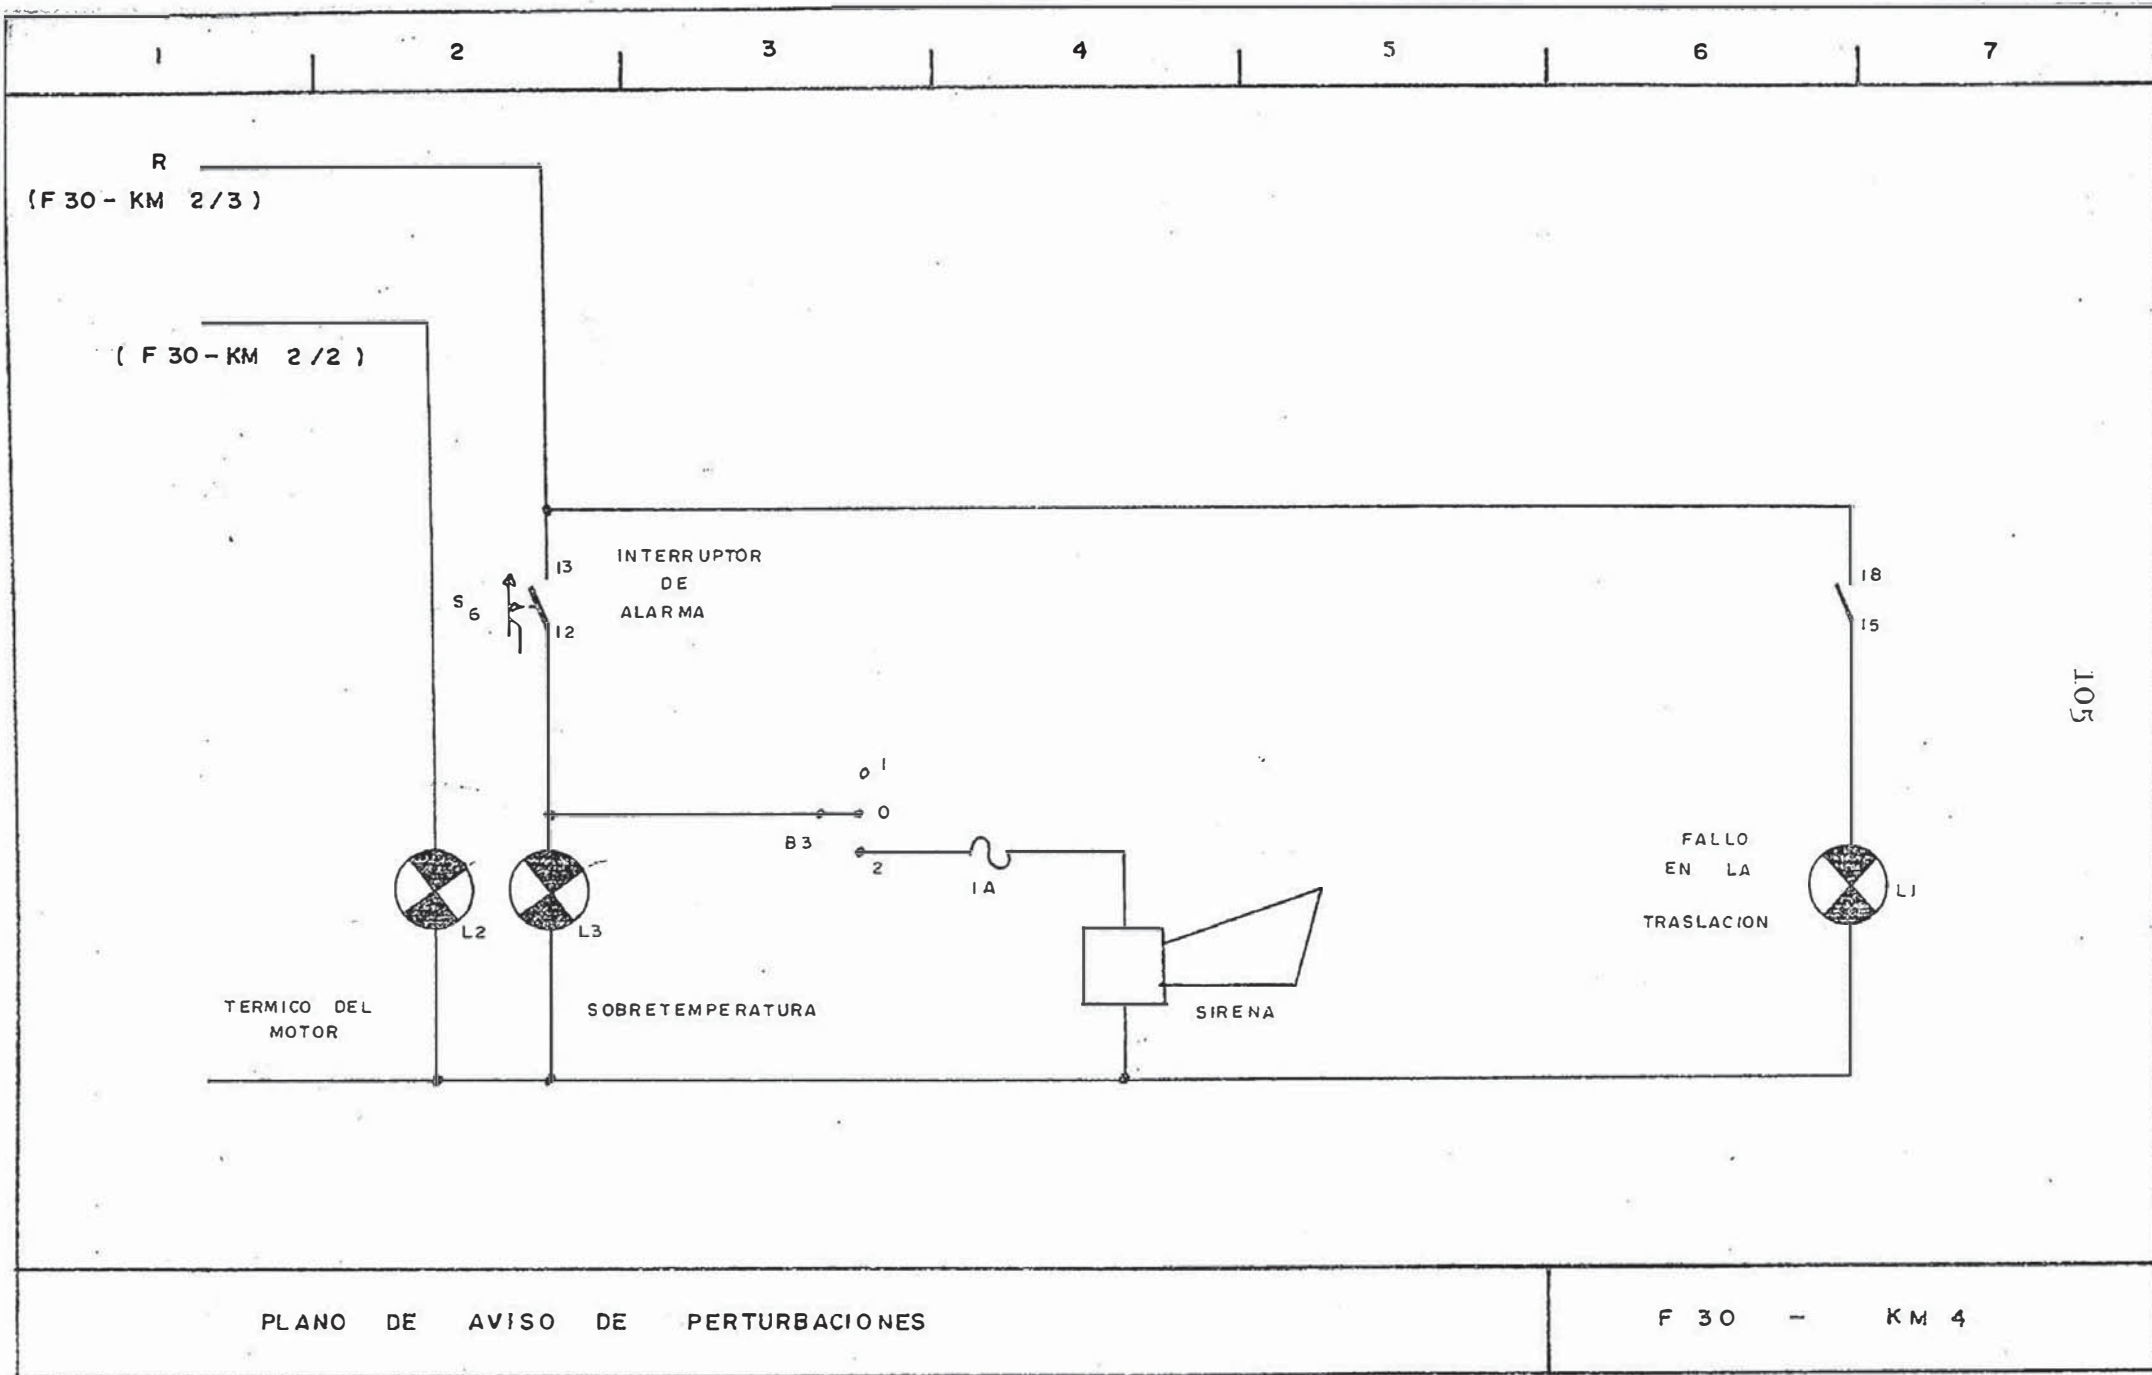 1 2 3 4 5 6 7
R
(F 30 - KM 2/3)
( F 30 - KM 2/2 )
INTERRUPTOR
DE
ALARMA
13
S6
12
18
15
105
1
0
B3
2
1A
FALLO
EN LA
TRASLACION
L1
L2
L3
TERMICO DEL
MOTOR
SOBRETEMPERATURA
SIRENA
PLANO DE AVISO DE PERTURBACIONES
F 30 - KM 4